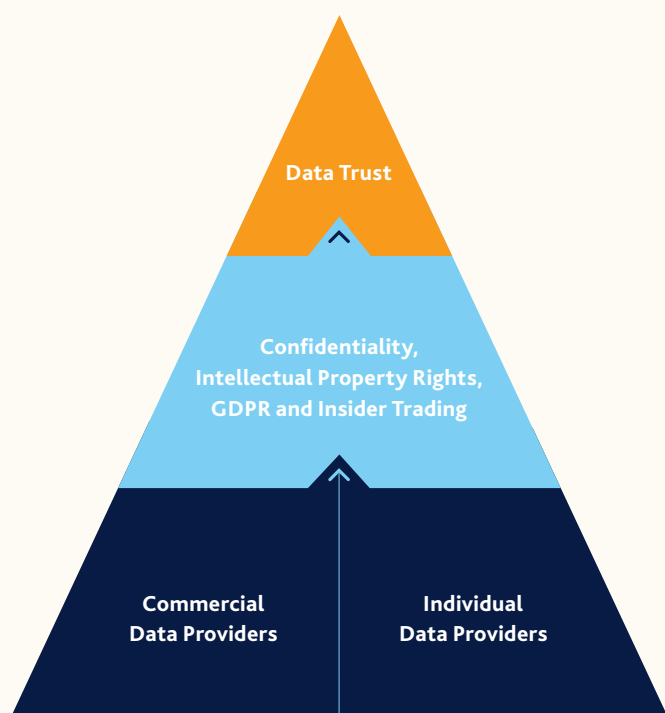 Data Trust
Confidentiality,
Intellectual Property Rights,
GDPR and Insider Trading
Commercial
Data Providers
Individual
Data Providers